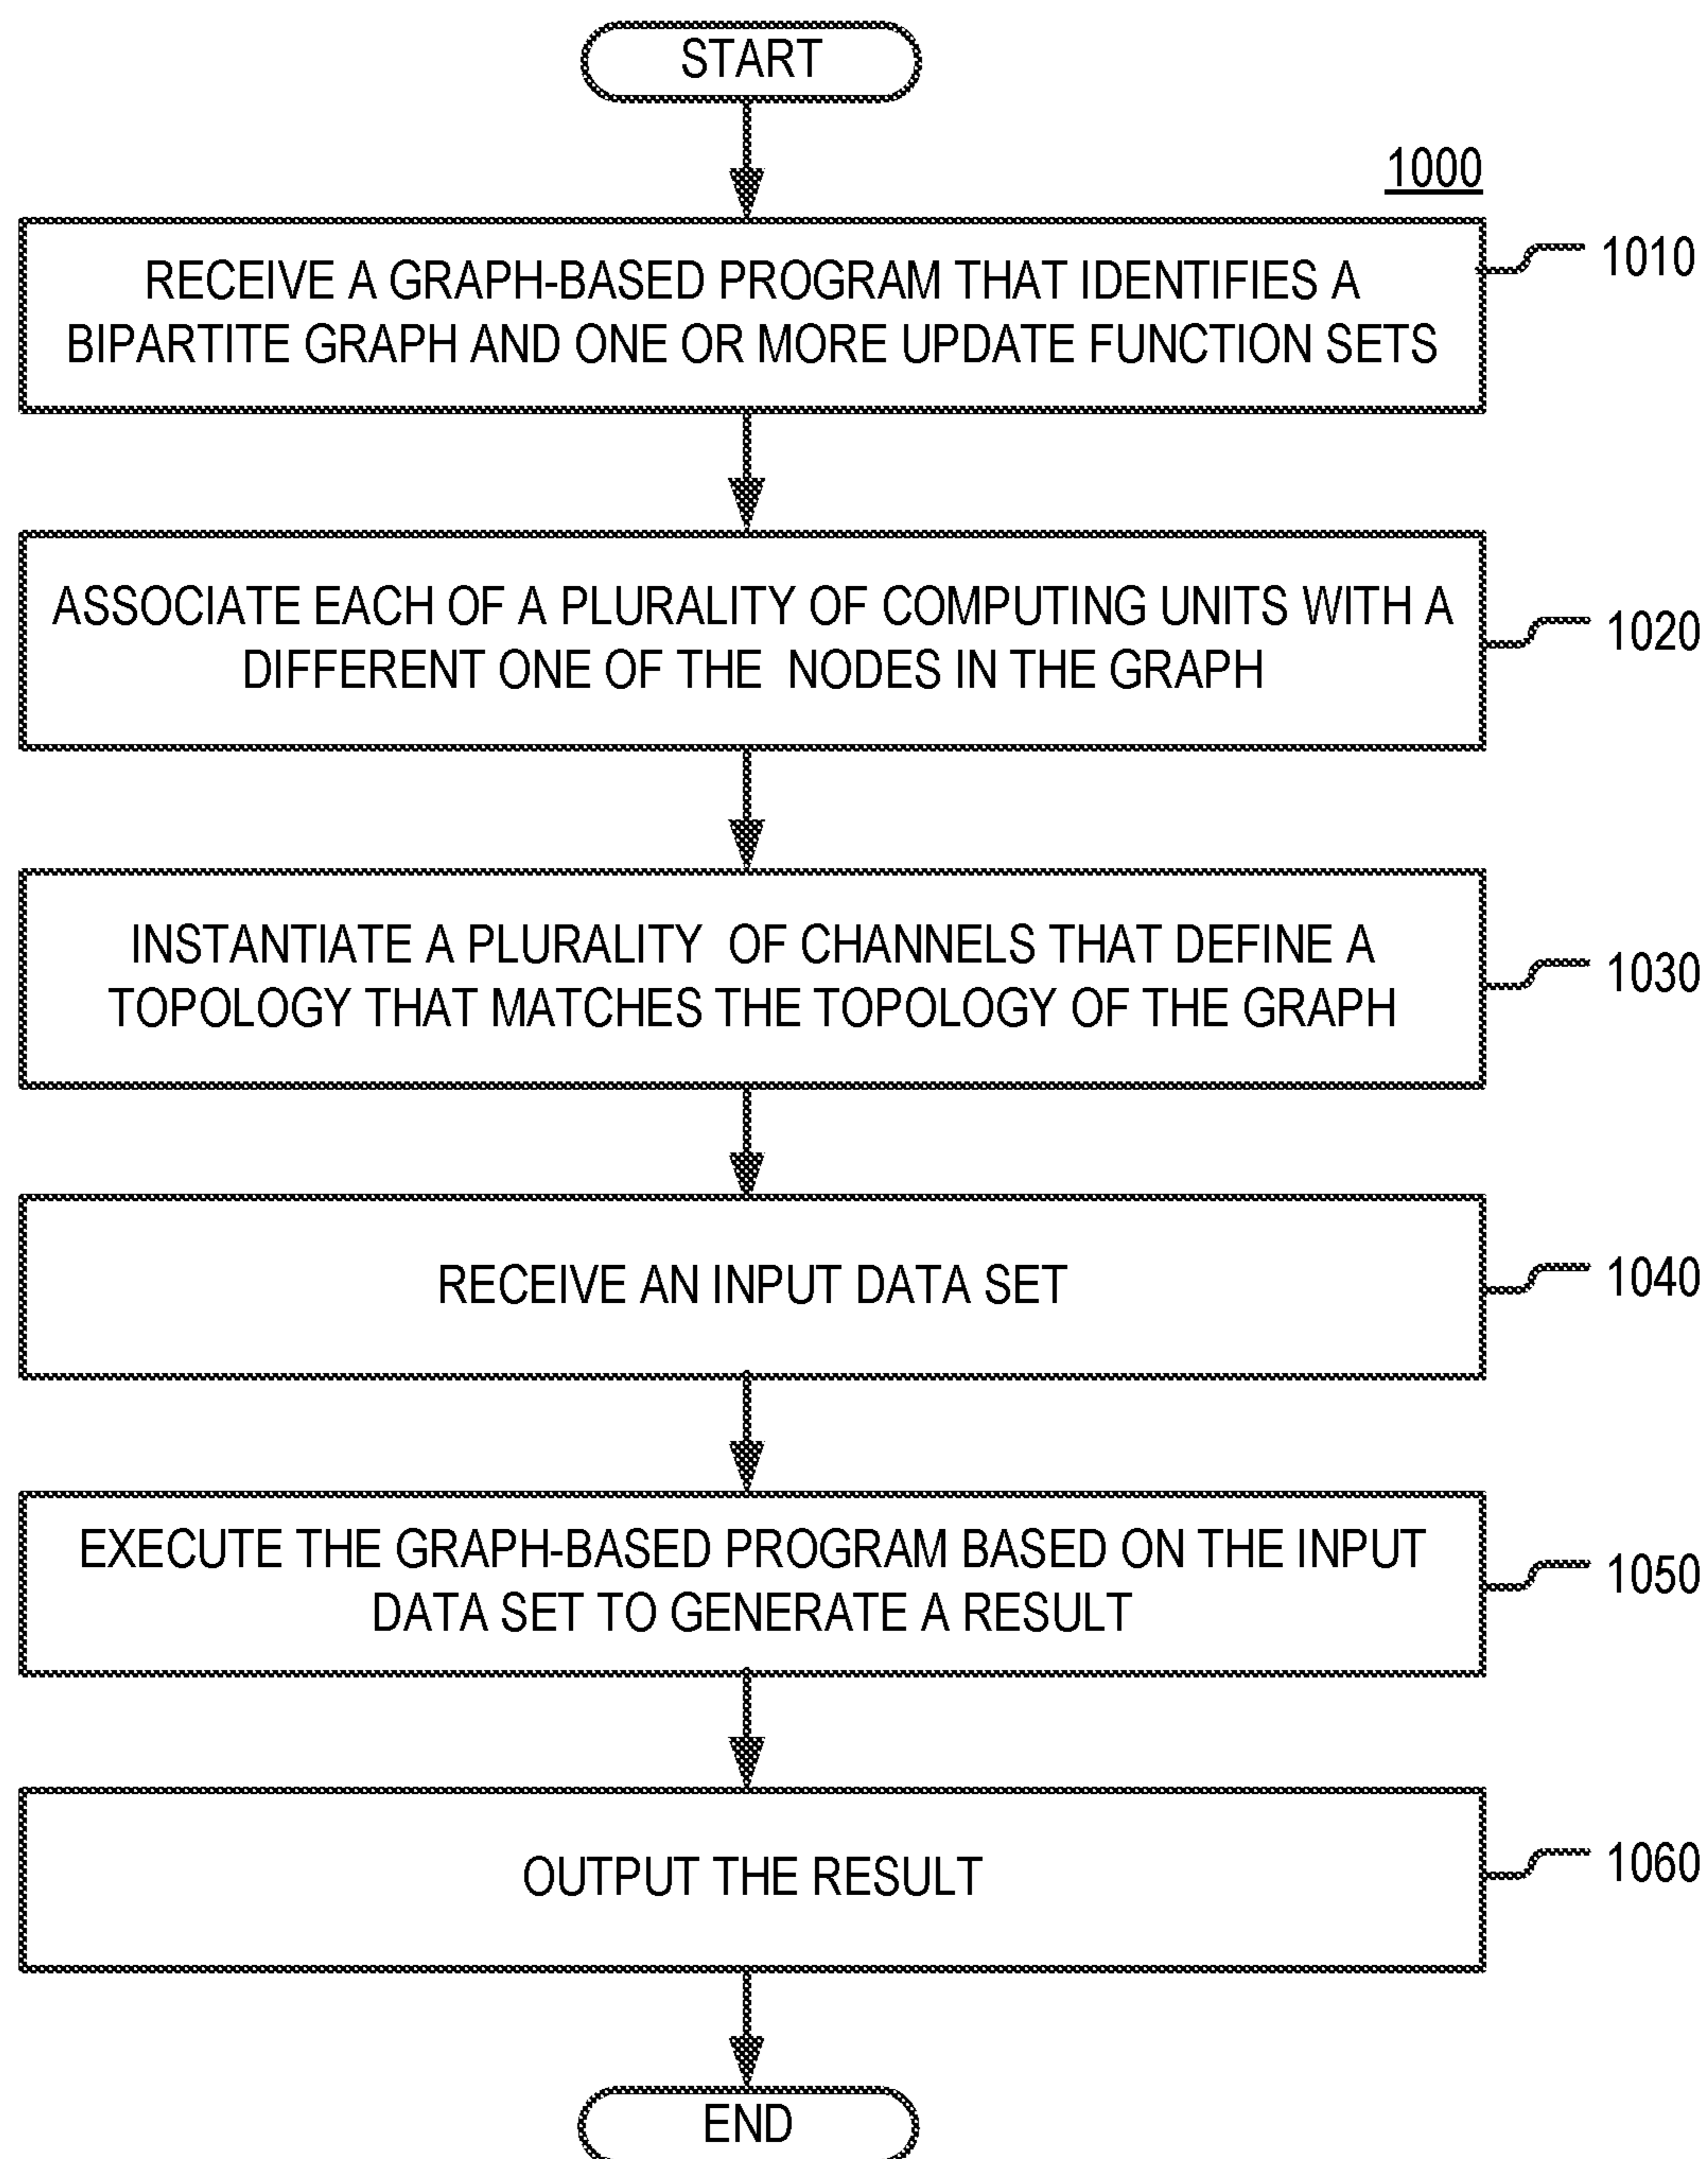 START
1000
RECEIVE A GRAPH-BASED PROGRAM THAT IDENTIFIES A
BIPARTITE GRAPH AND ONE OR MORE UPDATE FUNCTION SETS
1010
ASSOCIATE EACH OF A PLURALITY OF COMPUTING UNITS WITH A
DIFFERENT ONE OF THE NODES IN THE GRAPH
1020
INSTANTIATE A PLURALITY OF CHANNELS THAT DEFINE A
TOPOLOGY THAT MATCHES THE TOPOLOGY OF THE GRAPH
1030
RECEIVE AN INPUT DATA SET
1040
EXECUTE THE GRAPH-BASED PROGRAM BASED ON THE INPUT
DATA SET TO GENERATE A RESULT
1050
OUTPUT THE RESULT
1060
END